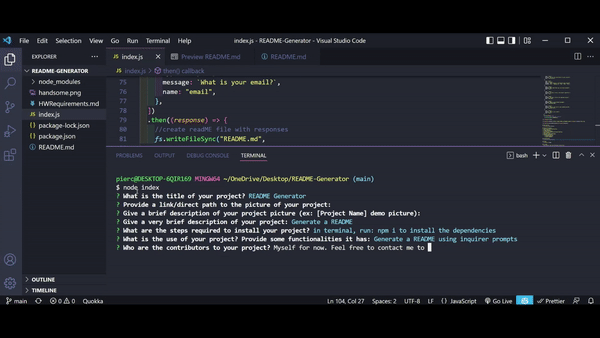 File Edit Selection View Go Run Terminal Help
index.js - README-Generator - Visual Studio Code
EXPLORER
index.js
Preview README.md
README.md
README-GENERATOR
index.js > then() callback
node_modules
handsome.png
HWRequirements.md
index.js
package-lock.json
package.json
README.md
75 message: `What is your email?`,
76 name: "email",
77 },
78 ])
79 .then((response) => {
80 //create readME file with responses
81 fs.writeFileSync("README.md",
PROBLEMS OUTPUT DEBUG CONSOLE TERMINAL
bash
pierc@DESKTOP-6QIR169 MINGW64 ~/OneDrive/Desktop/README-Generator (main)
$ node index
? What is the title of your project? README Generator
? Provide a link/direct path to the picture of your project:
? Give a brief description of your project picture (ex: [Project Name] demo picture):
? Give a very brief description of your project: Generate a README
? What are the steps required to install your project? in terminal, run: npm i to install the dependencies
? What is the use of your project? Provide some functionalities it has: Generate a README using inquirer prompts
? Who are the contributors to your project? Myself for now. Feel free to contact me to
OUTLINE
TIMELINE
main 0 0 Quokka
Ln 104, Col 27 Spaces: 2 UTF-8 LF {} JavaScript Go Live Prettier